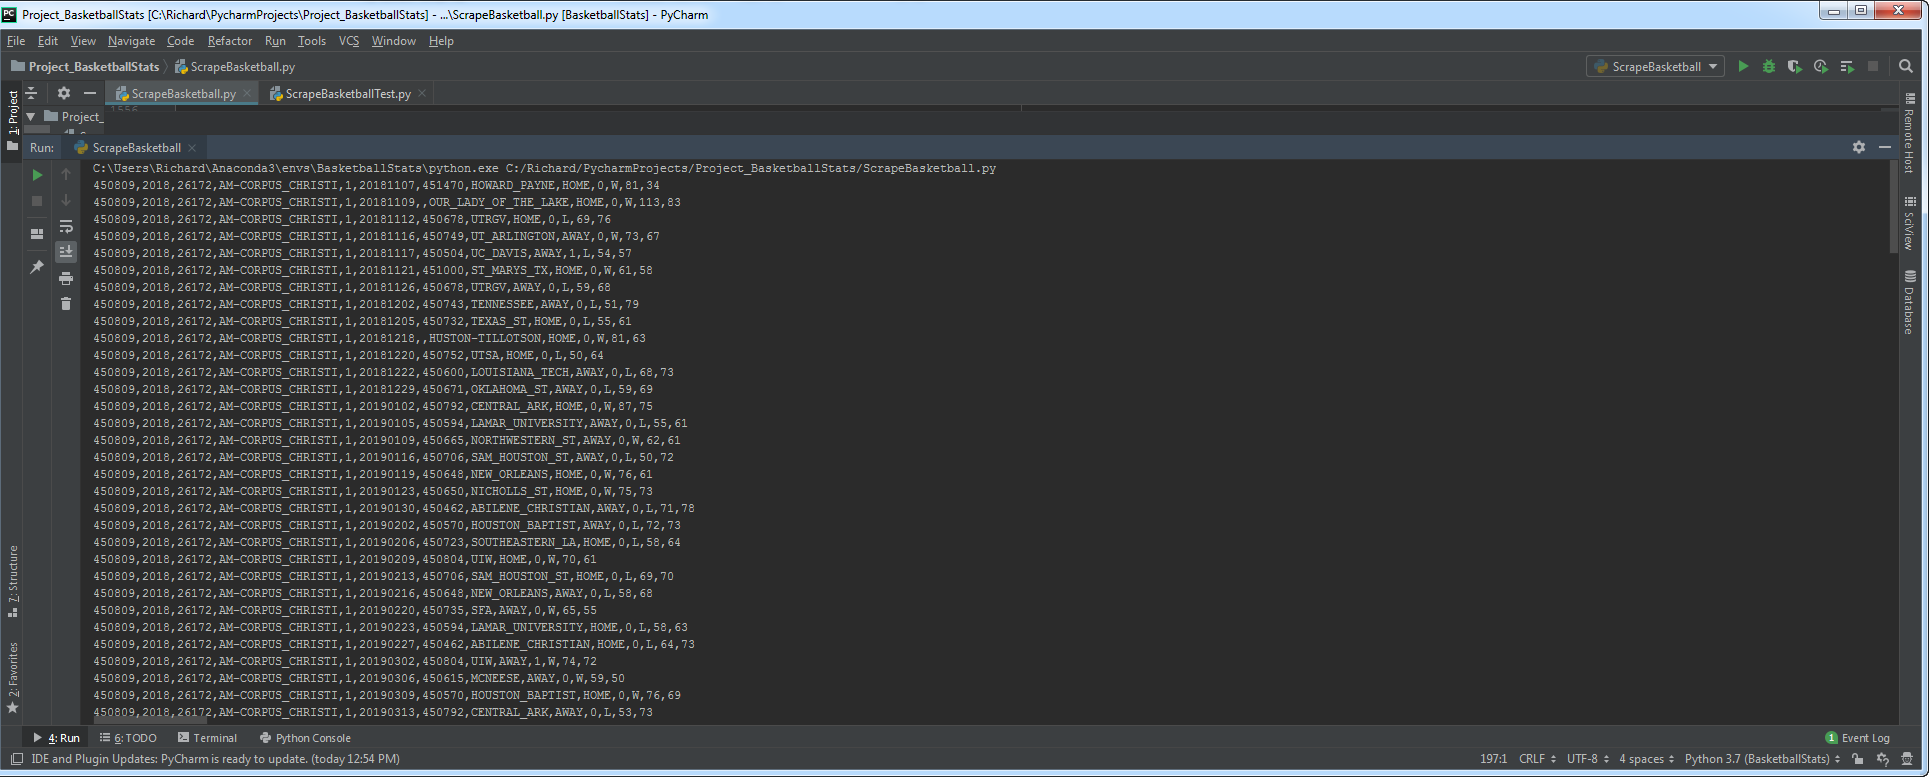 Project_BasketballStats [C:\Richard\PycharmProjects\Project_BasketballStats] - ...\ScrapeBasketball.py [BasketballStats] - PyCharm
File Edit View Navigate Code Refactor Run Tools VCS Window Help
Project_BasketballStats ScrapeBasketball.py ScrapeBasketball
1: Project ScrapeBasketball.py ScrapeBasketballTest.py
1556
Project_
Run: ScrapeBasketball
C:\Users\Richard\Anaconda3\envs\BasketballStats\python.exe C:/Richard/PycharmProjects/Project_BasketballStats/ScrapeBasketball.py
450809,2018,26172,AM-CORPUS_CHRISTI,1,20181107,451470,HOWARD_PAYNE,HOME,0,W,81,34
450809,2018,26172,AM-CORPUS_CHRISTI,1,20181109,,OUR_LADY_OF_THE_LAKE,HOME,0,W,113,83
450809,2018,26172,AM-CORPUS_CHRISTI,1,20181112,450678,UTRGV,HOME,0,L,69,76
450809,2018,26172,AM-CORPUS_CHRISTI,1,20181116,450749,UT_ARLINGTON,AWAY,0,W,73,67
450809,2018,26172,AM-CORPUS_CHRISTI,1,20181117,450504,UC_DAVIS,AWAY,1,L,54,57
450809,2018,26172,AM-CORPUS_CHRISTI,1,20181121,451000,ST_MARYS_TX,HOME,0,W,61,58
450809,2018,26172,AM-CORPUS_CHRISTI,1,20181126,450678,UTRGV,AWAY,0,L,59,68
450809,2018,26172,AM-CORPUS_CHRISTI,1,20181202,450743,TENNESSEE,AWAY,0,L,51,79
450809,2018,26172,AM-CORPUS_CHRISTI,1,20181205,450732,TEXAS_ST,HOME,0,L,55,61
450809,2018,26172,AM-CORPUS_CHRISTI,1,20181218,,HUSTON-TILLOTSON,HOME,0,W,81,63
450809,2018,26172,AM-CORPUS_CHRISTI,1,20181220,450752,UTSA,HOME,0,L,50,64
450809,2018,26172,AM-CORPUS_CHRISTI,1,20181222,450600,LOUISIANA_TECH,AWAY,0,L,68,73
450809,2018,26172,AM-CORPUS_CHRISTI,1,20181229,450671,OKLAHOMA_ST,AWAY,0,L,59,69
450809,2018,26172,AM-CORPUS_CHRISTI,1,20190102,450792,CENTRAL_ARK,HOME,0,W,87,75
450809,2018,26172,AM-CORPUS_CHRISTI,1,20190105,450594,LAMAR_UNIVERSITY,AWAY,0,L,55,61
450809,2018,26172,AM-CORPUS_CHRISTI,1,20190109,450665,NORTHWESTERN_ST,AWAY,0,W,62,61
450809,2018,26172,AM-CORPUS_CHRISTI,1,20190116,450706,SAM_HOUSTON_ST,AWAY,0,L,50,72
450809,2018,26172,AM-CORPUS_CHRISTI,1,20190119,450648,NEW_ORLEANS,HOME,0,W,76,61
450809,2018,26172,AM-CORPUS_CHRISTI,1,20190123,450650,NICHOLLS_ST,HOME,0,W,75,73
450809,2018,26172,AM-CORPUS_CHRISTI,1,20190130,450462,ABILENE_CHRISTIAN,AWAY,0,L,71,78
450809,2018,26172,AM-CORPUS_CHRISTI,1,20190202,450570,HOUSTON_BAPTIST,AWAY,0,L,72,73
450809,2018,26172,AM-CORPUS_CHRISTI,1,20190206,450723,SOUTHEASTERN_LA,HOME,0,L,58,64
450809,2018,26172,AM-CORPUS_CHRISTI,1,20190209,450804,UIW,HOME,0,W,70,61
450809,2018,26172,AM-CORPUS_CHRISTI,1,20190213,450706,SAM_HOUSTON_ST,HOME,0,L,69,70
450809,2018,26172,AM-CORPUS_CHRISTI,1,20190216,450648,NEW_ORLEANS,AWAY,0,L,58,68
450809,2018,26172,AM-CORPUS_CHRISTI,1,20190220,450735,SFA,AWAY,0,W,65,55
450809,2018,26172,AM-CORPUS_CHRISTI,1,20190223,450594,LAMAR_UNIVERSITY,HOME,0,L,58,63
450809,2018,26172,AM-CORPUS_CHRISTI,1,20190227,450462,ABILENE_CHRISTIAN,HOME,0,L,64,73
450809,2018,26172,AM-CORPUS_CHRISTI,1,20190302,450804,UIW,AWAY,1,W,74,72
450809,2018,26172,AM-CORPUS_CHRISTI,1,20190306,450615,MCNEESE,AWAY,0,W,59,50
450809,2018,26172,AM-CORPUS_CHRISTI,1,20190309,450570,HOUSTON_BAPTIST,HOME,0,W,76,69
450809,2018,26172,AM-CORPUS_CHRISTI,1,20190313,450792,CENTRAL_ARK,AWAY,0,L,53,73
7: Structure
2: Favorites
Remote Host
SciView
Database
4: Run 6: TODO Terminal Python Console 1 Event Log
IDE and Plugin Updates: PyCharm is ready to update. (today 12:54 PM) 197:1 CRLF UTF-8 4 spaces Python 3.7 (BasketballStats)